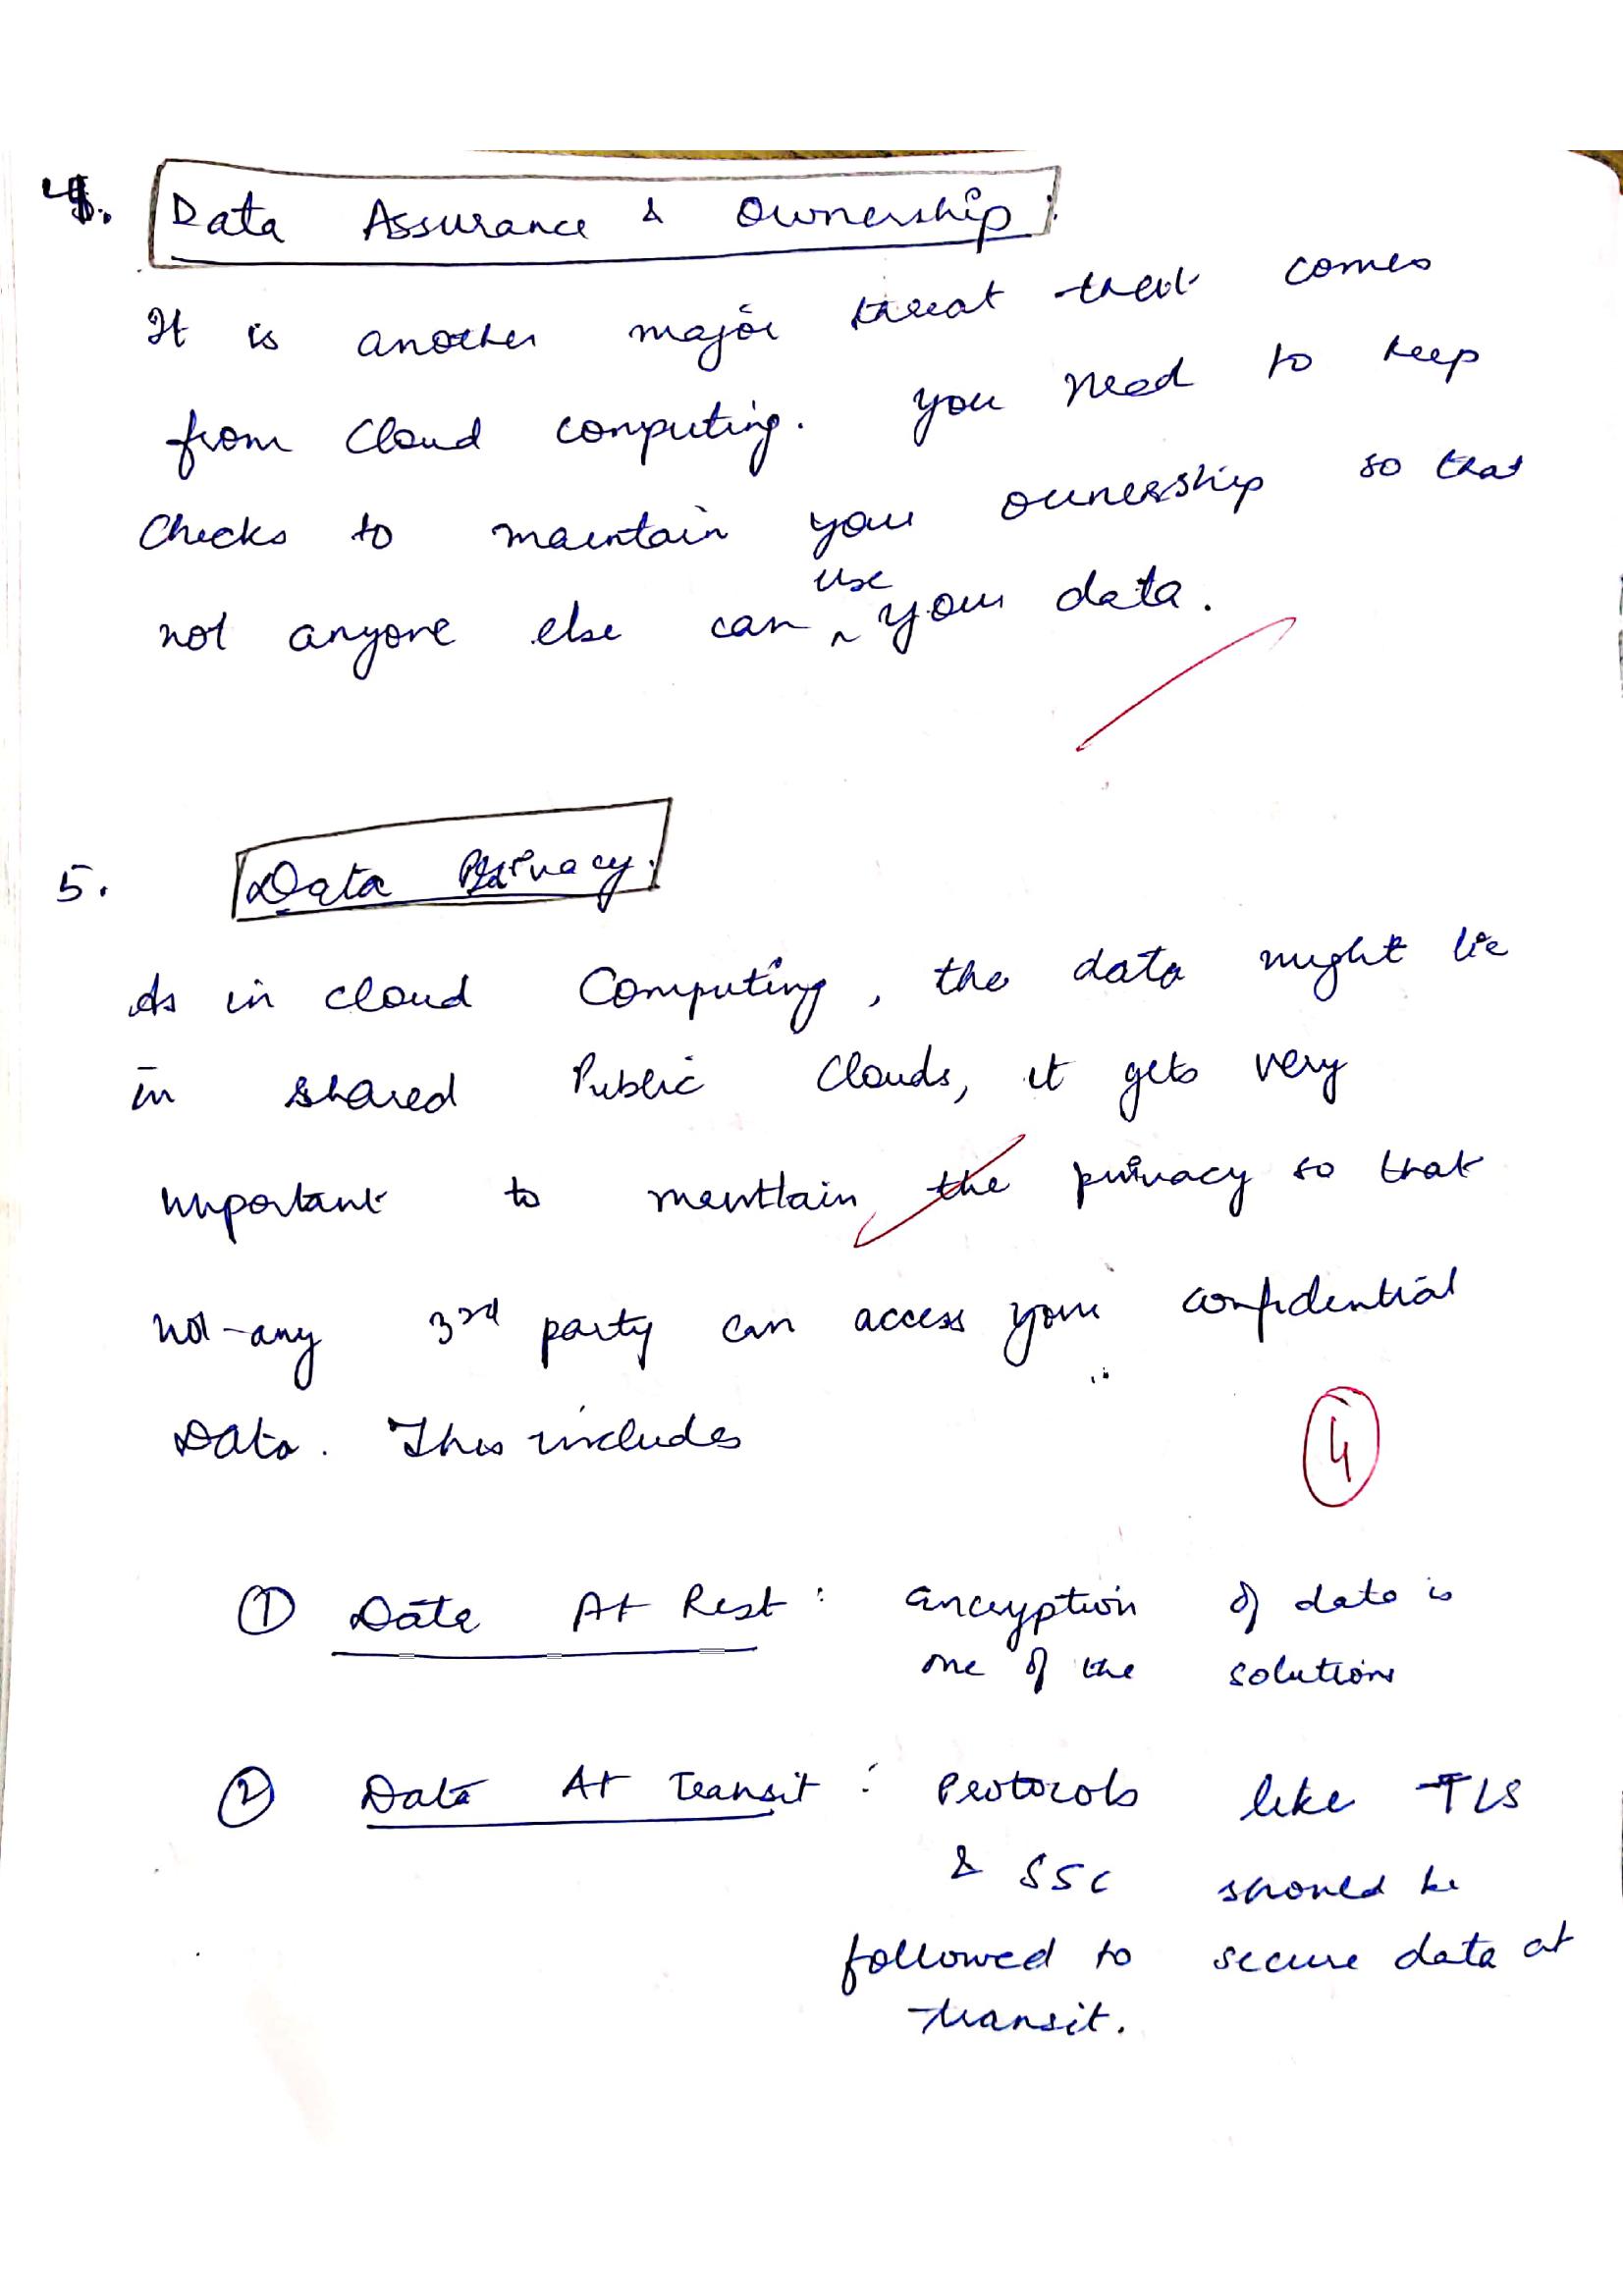 4. Data Assurance & Ownership:
It is another major threat that comes
from Cloud computing. You need to keep
Checks to maintain your ownership so that
not anyone else can use your data.
5. Data Privacy:
As in cloud Computing, the data might lie
in shared Public Clouds, it gets very
important to maintain the privacy so that
not-any 3rd party can access your confidential
Data. This includes
4
① Data At Rest: encryption of data is
one of the solutions
② Data At Transit: Protocols like TLS
& SSL should be
followed to secure data at
transit.